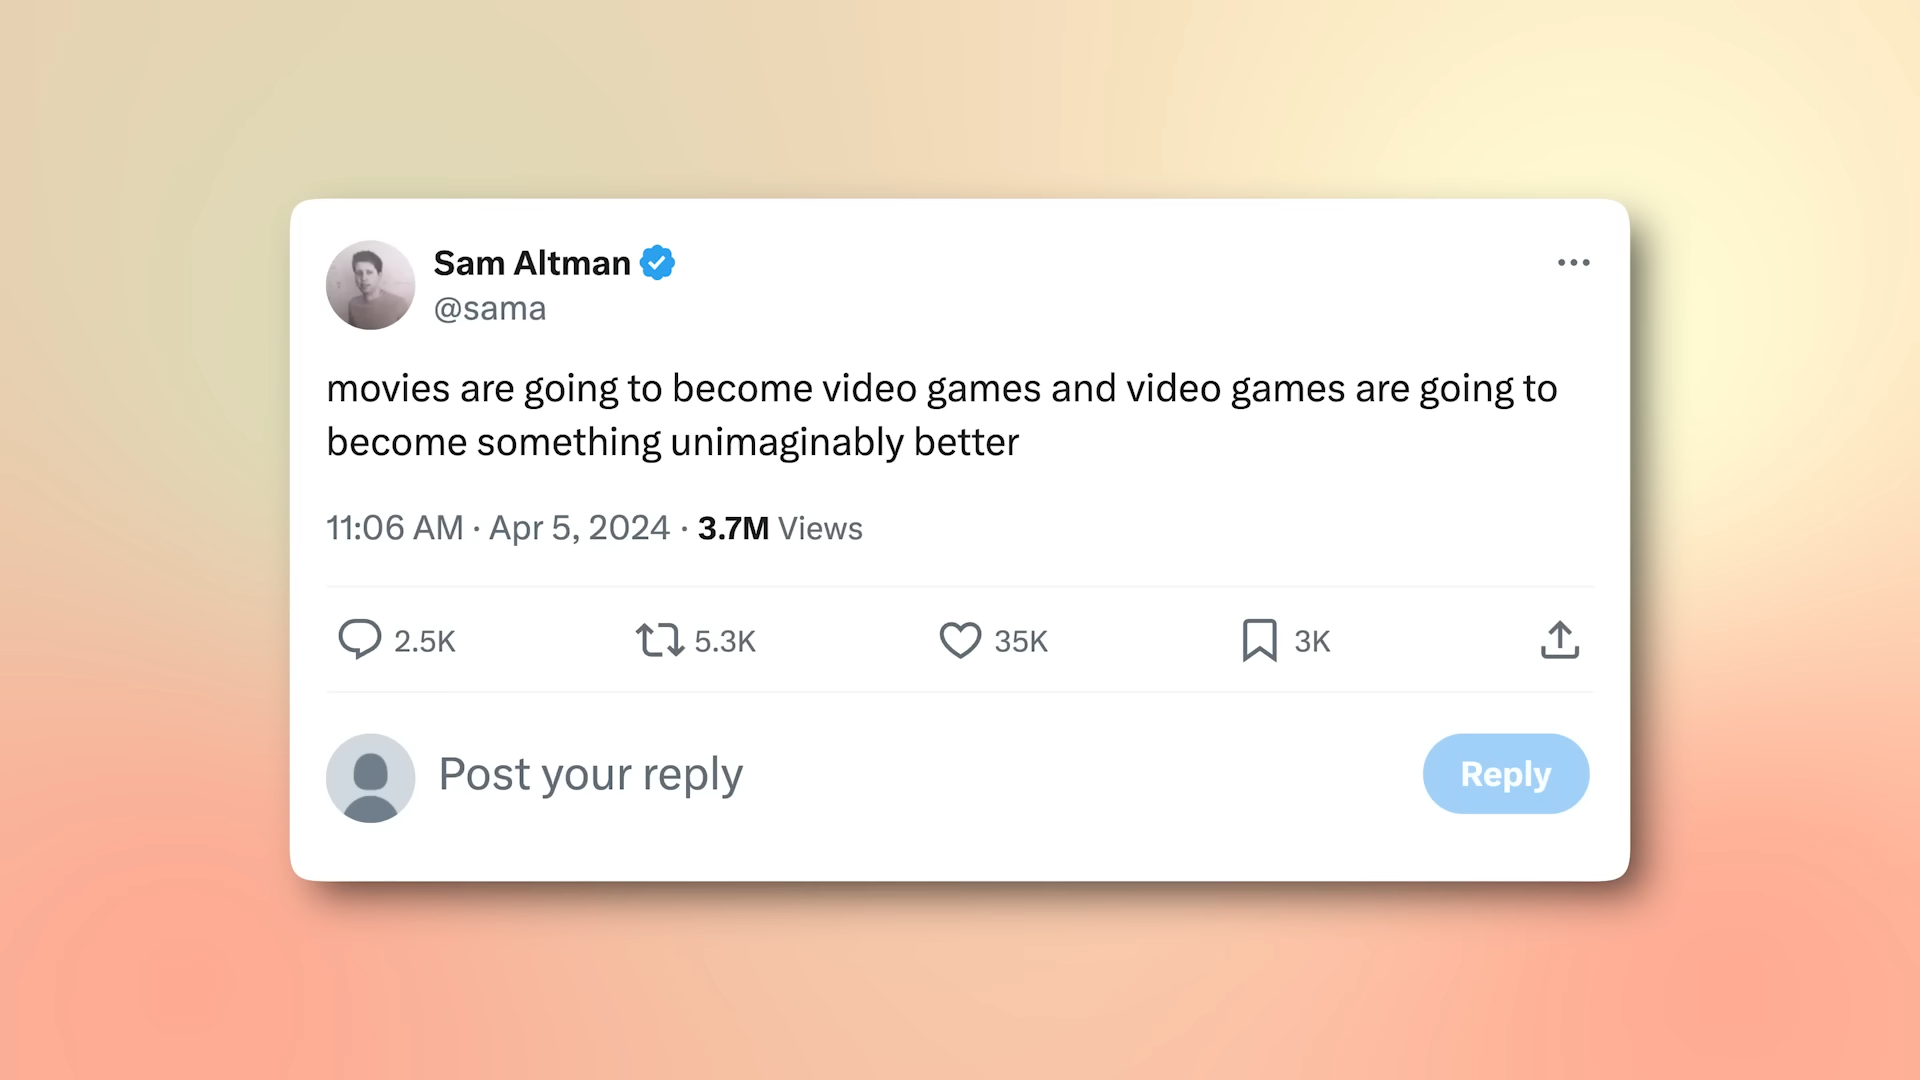 Sam Altman
@sama
movies are going to become video games and video games are going to
become something unimaginably better
11:06 AM · Apr 5, 2024 · 3.7M Views
2.5K 5.3K 35K 3K
Post your reply Reply